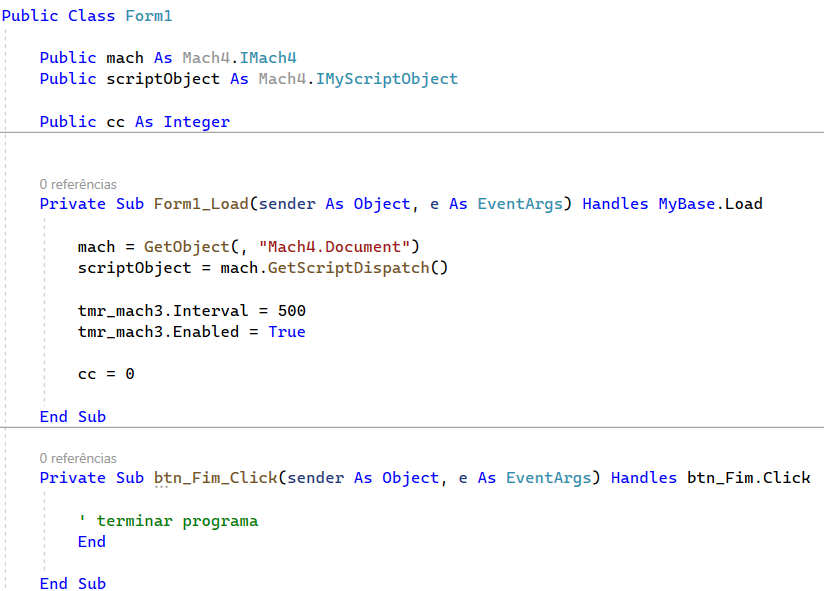 Public Class Form1
Public mach As Mach4.IMach4
Public scriptObject As Mach4.IMyScriptObject
Public cc As Integer
0 referências
Private Sub Form1_Load(sender As Object, e As EventArgs) Handles MyBase.Load
mach = GetObject(, "Mach4.Document")
scriptObject = mach.GetScriptDispatch()
tmr_mach3.Interval = 500
tmr_mach3.Enabled = True
cc = 0
End Sub
0 referências
Private Sub btn_Fim_Click(sender As Object, e As EventArgs) Handles btn_Fim.Click
' terminar programa
End
End Sub